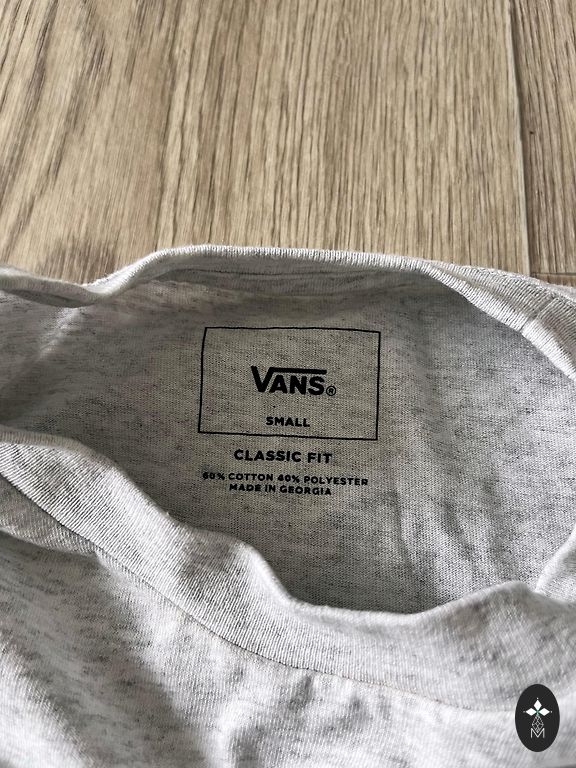 VANS®
SMALL
CLASSIC FIT
60% COTTON 40% POLYESTER
MADE IN GEORGIA
M